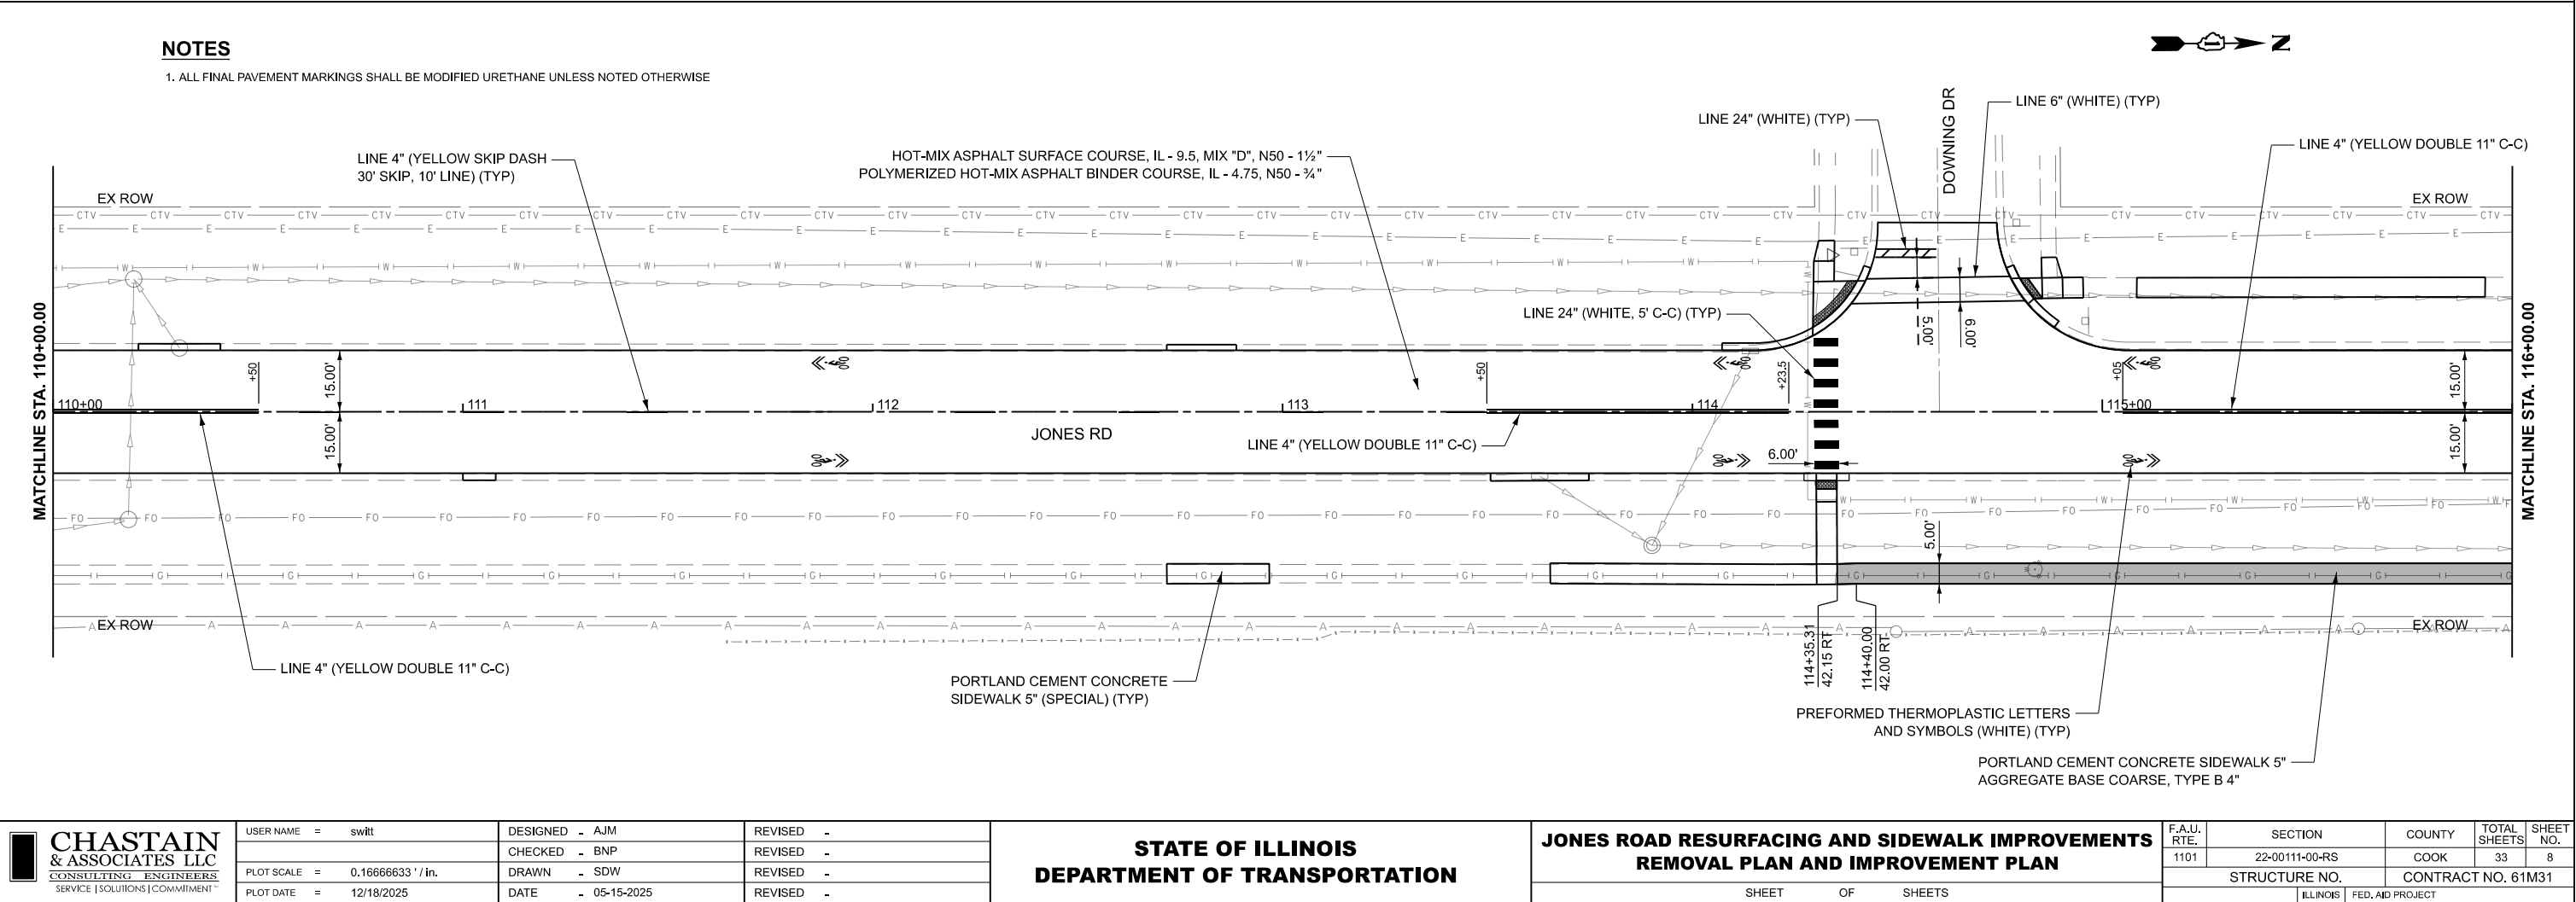 NOTES
1. ALL FINAL PAVEMENT MARKINGS SHALL BE MODIFIED URETHANE UNLESS NOTED OTHERWISE
N
LINE 4" (YELLOW SKIP DASH
30' SKIP, 10' LINE) (TYP)
HOT-MIX ASPHALT SURFACE COURSE, IL - 9.5, MIX "D", N50 - 1½"
POLYMERIZED HOT-MIX ASPHALT BINDER COURSE, IL - 4.75, N50 - ¾"
LINE 24" (WHITE) (TYP)
DOWNING DR
LINE 6" (WHITE) (TYP)
LINE 4" (YELLOW DOUBLE 11" C-C)
EX ROW
EX ROW
LINE 24" (WHITE, 5' C-C) (TYP)
5.00'
6.00'
MATCHLINE STA. 110+00.00
+50
15.00'
15.00'
110+00
111
112
113
+50
114
+23.5
+05
115+00
15.00'
15.00'
MATCHLINE STA. 116+00.00
JONES RD
LINE 4" (YELLOW DOUBLE 11" C-C)
6.00'
5.00'
EX ROW
EX ROW
LINE 4" (YELLOW DOUBLE 11" C-C)
PORTLAND CEMENT CONCRETE
SIDEWALK 5" (SPECIAL) (TYP)
114+35.31
42.15 RT
114+40.00
42.00 RT
PREFORMED THERMOPLASTIC LETTERS
AND SYMBOLS (WHITE) (TYP)
PORTLAND CEMENT CONCRETE SIDEWALK 5"
AGGREGATE BASE COARSE, TYPE B 4"
CHASTAIN
& ASSOCIATES LLC
CONSULTING ENGINEERS
SERVICE | SOLUTIONS | COMMITMENT
USER NAME = switt
PLOT SCALE = 0.16666633 ' / in.
PLOT DATE = 12/18/2025
DESIGNED - AJM
CHECKED - BNP
DRAWN - SDW
DATE - 05-15-2025
REVISED -
REVISED -
REVISED -
REVISED -
STATE OF ILLINOIS
DEPARTMENT OF TRANSPORTATION
JONES ROAD RESURFACING AND SIDEWALK IMPROVEMENTS
REMOVAL PLAN AND IMPROVEMENT PLAN
SHEET OF SHEETS
F.A.U. RTE.
1101
SECTION
22-00111-00-RS
COUNTY
COOK
TOTAL SHEETS
33
SHEET NO.
8
STRUCTURE NO.
CONTRACT NO. 61M31
ILLINOIS FED. AID PROJECT